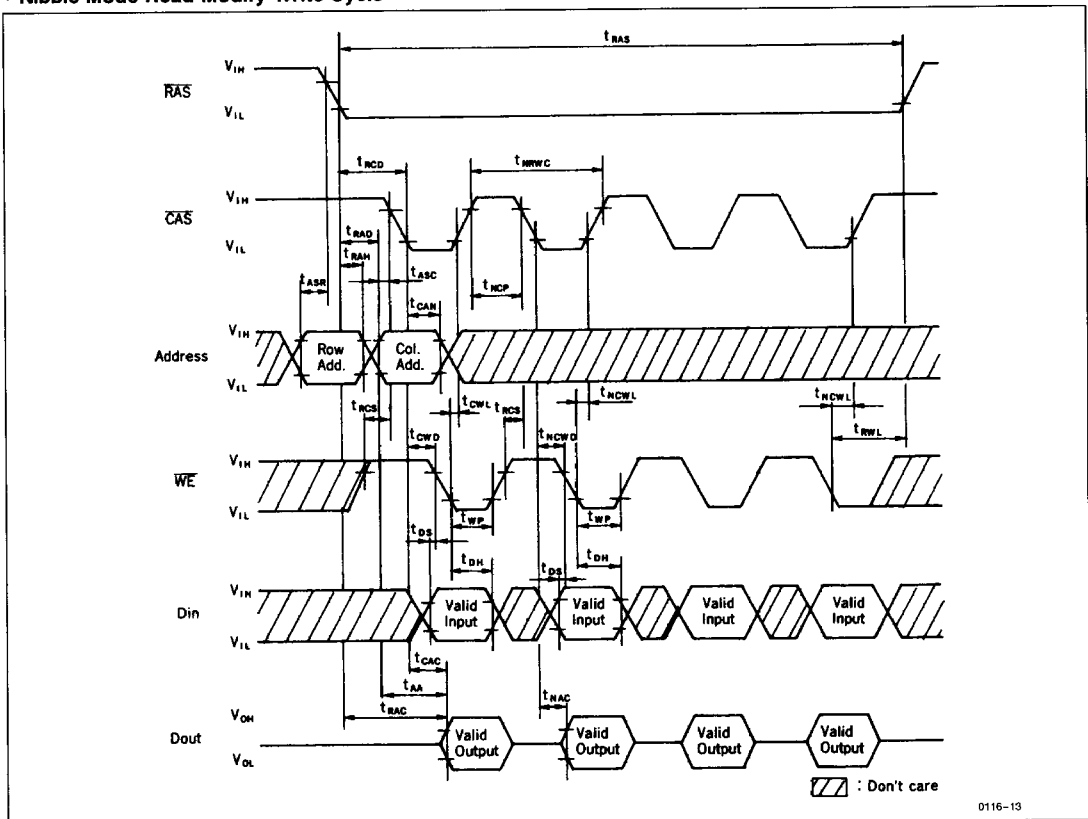 Nibble Mode Read-Modify-Write Cycle
tRAS
VIH
RAS
VIL
tRCD
tNRWC
VIH
CAS
VIL
tRAD
tRAH
tASC
tASR
tNCP
tCAH
VIH
Address
Row Add.
Col. Add.
VIL
tRCS
tCWL
tRCS
tNCWL
tNCWL
tCWD
tNCWD
tRWL
VIH
WE
VIL
tWP
tWP
tDS
tDH
tDS
tDH
VIH
Din
Valid Input
Valid Input
Valid Input
Valid Input
VIL
tCAC
tAA
tNAC
tRAC
VOH
Dout
Valid Output
Valid Output
Valid Output
Valid Output
VOL
: Don't care
0116-13